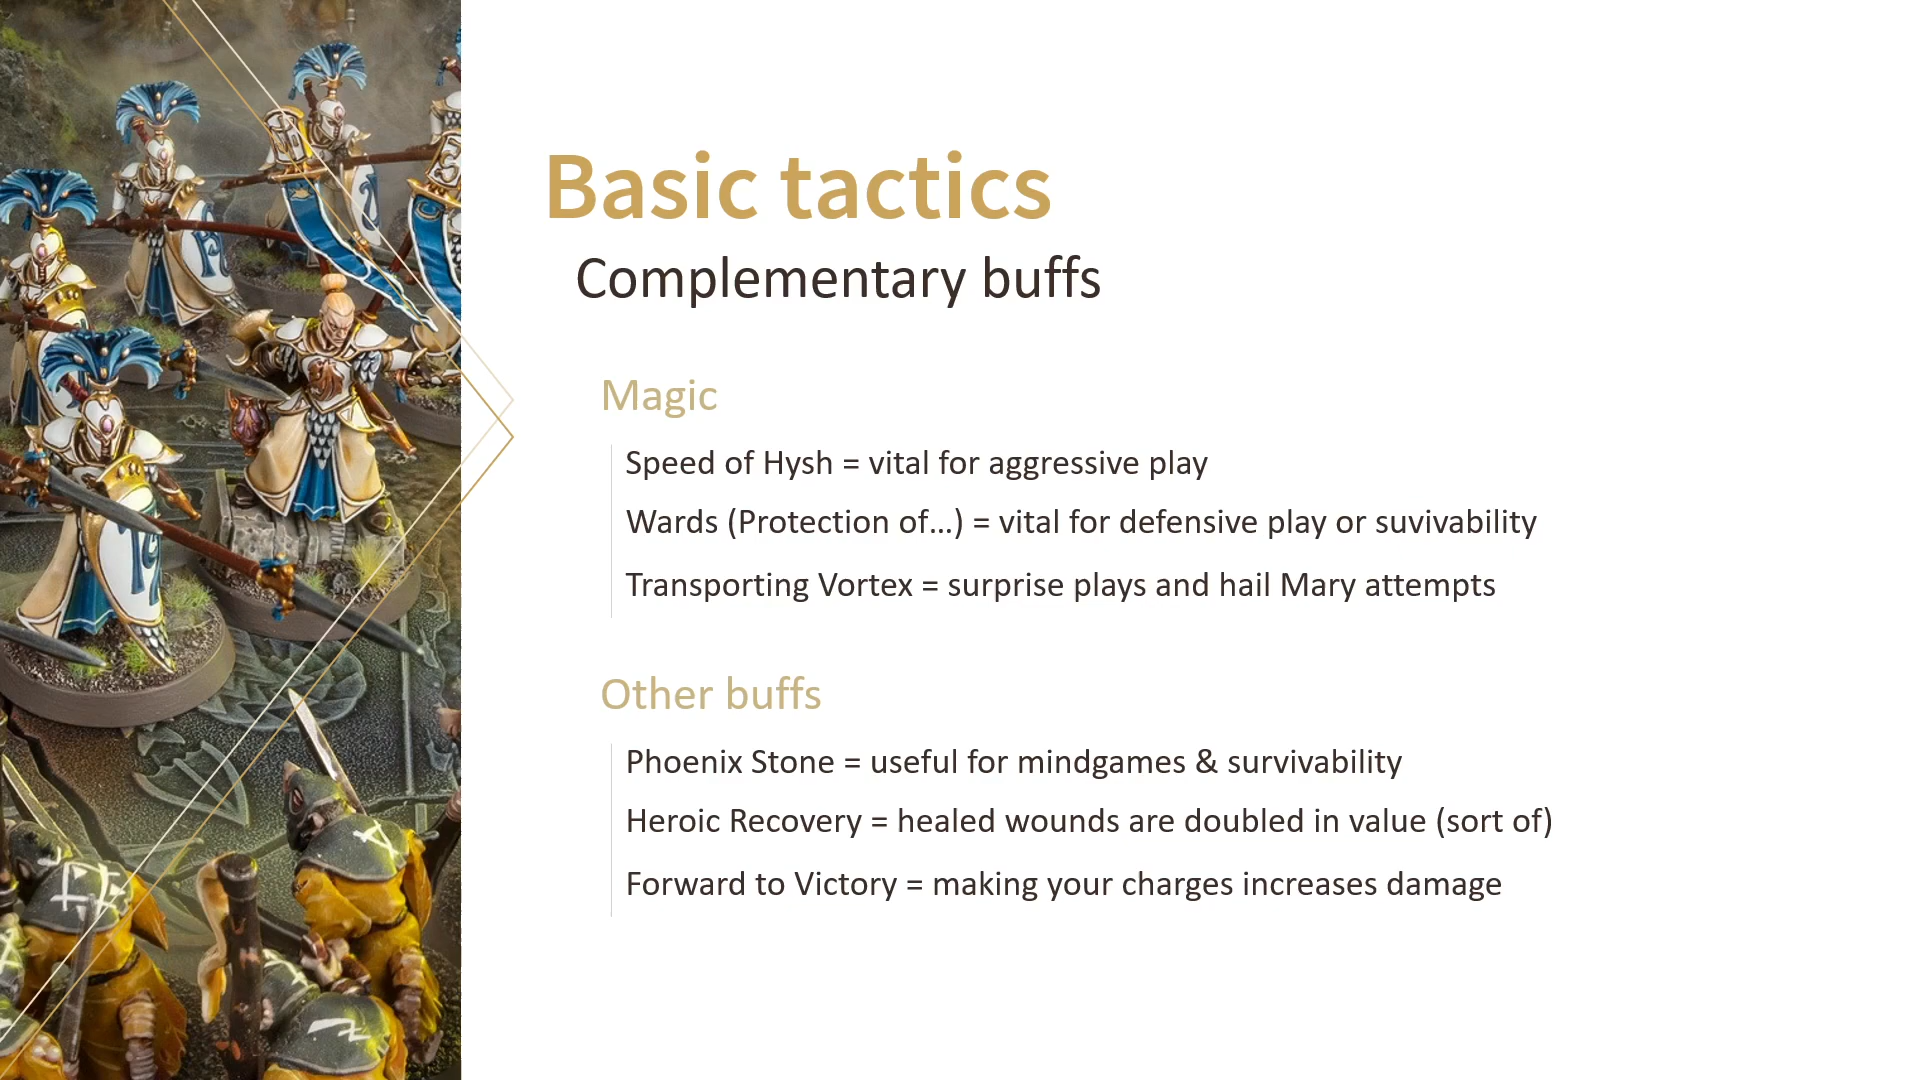 Basic tactics
Complementary buffs
Magic
Speed of Hysh = vital for aggressive play
Wards (Protection of…) = vital for defensive play or suvivability
Transporting Vortex = surprise plays and hail Mary attempts
Other buffs
Phoenix Stone = useful for mindgames & survivability
Heroic Recovery = healed wounds are doubled in value (sort of)
Forward to Victory = making your charges increases damage